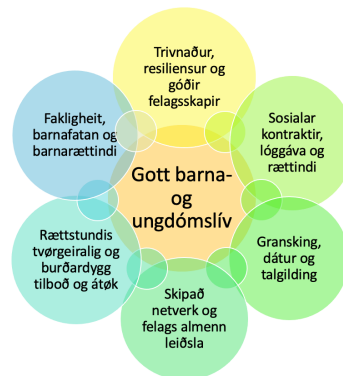 Trivnaður,
resiliensur og
góðir
felagsskapir
Sosialar
kontraktir,
lóggáva og
rættindi
Gransking,
dátur og
talgilding
Skipað
netverk og
felags almenn
leiðsla
Rættstundis
tvørgeiralig og
burðardygg
tilboð og átøk
Fakligheit,
barnafatan og
barnarættindi
Gott barna-
og
ungdómslív